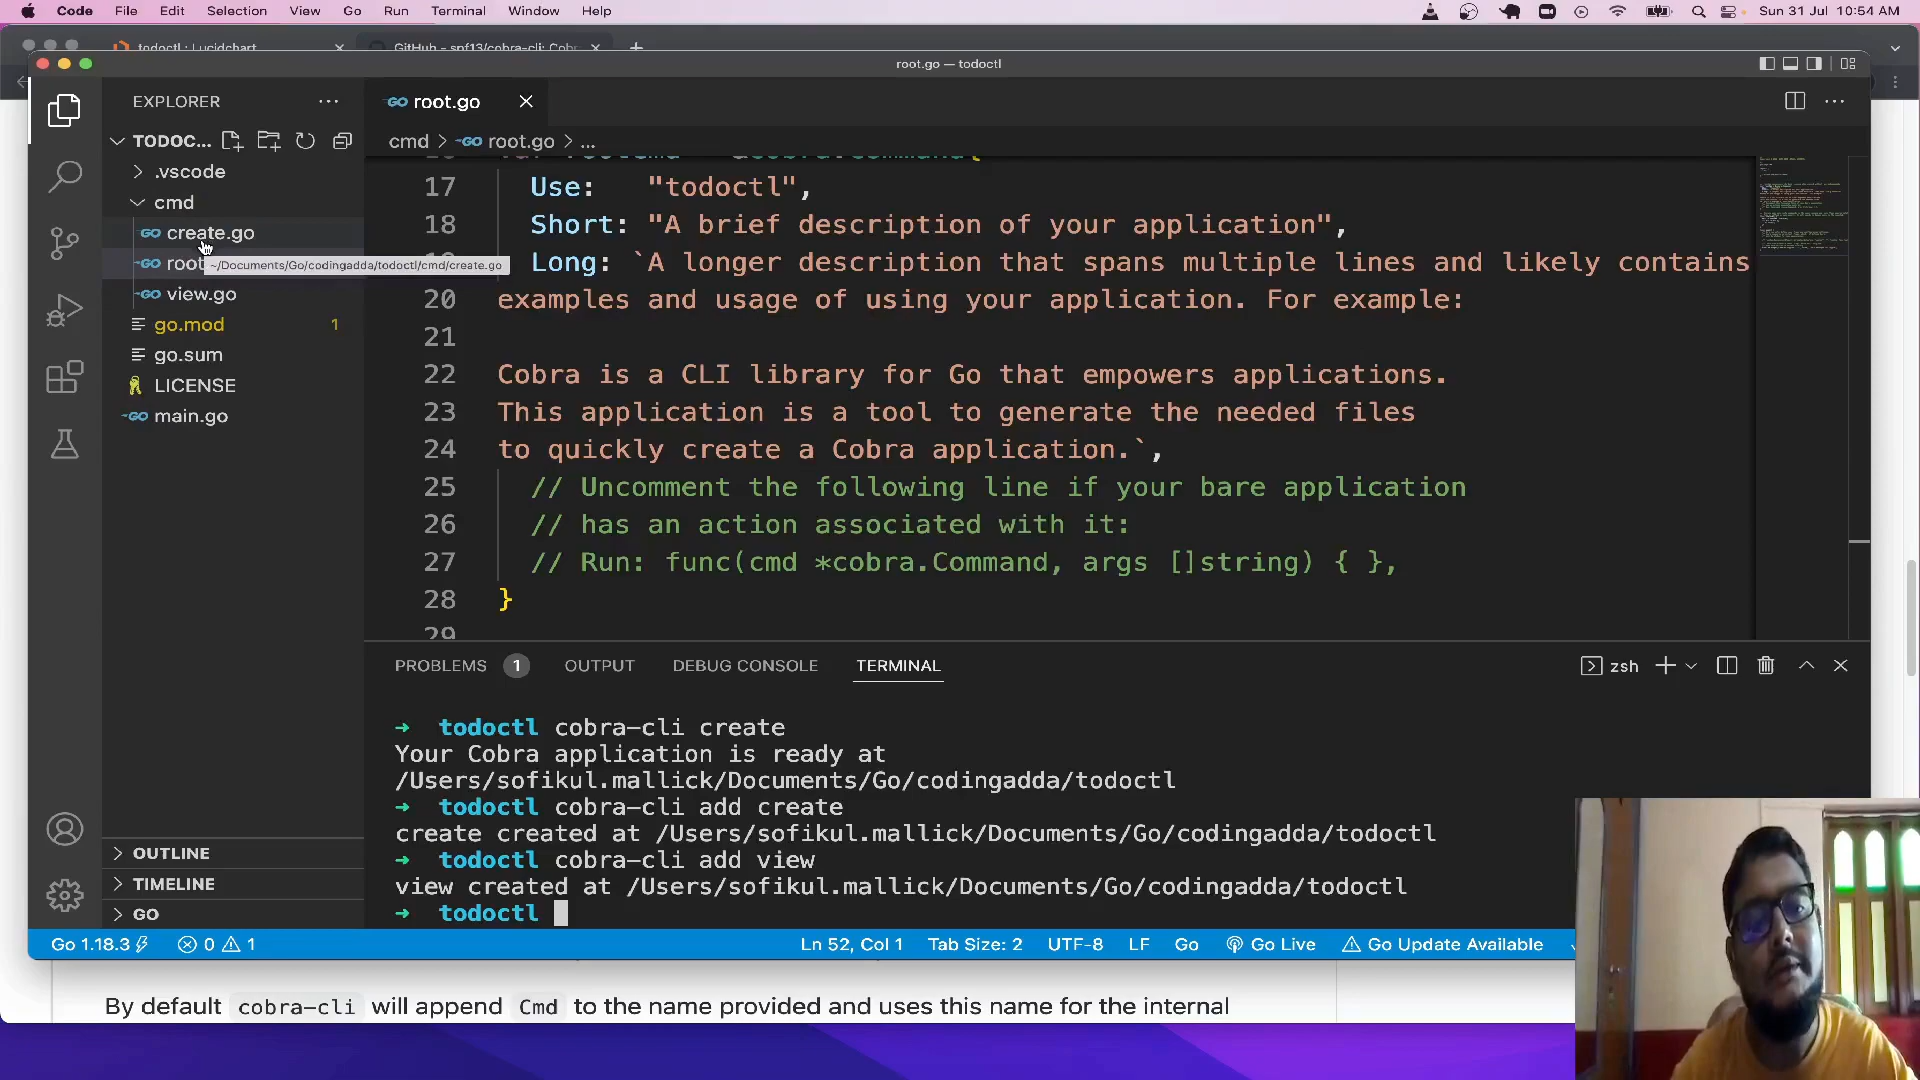 Code File Edit Selection View Go Run Terminal Window Help Sun 31 Jul 10:54 AM
todoctl : Lucidchart
GitHub - spf13/cobra-cli: Cobr
root.go — todoctl
EXPLORER
TODOC...
.vscode
cmd
create.go
root
~/Documents/Go/codingadda/todoctl/cmd/create.go
view.go
go.mod 1
go.sum
LICENSE
main.go
OUTLINE
TIMELINE
GO
root.go
cmd > root.go > ...
17 Use: "todoctl",
18 Short: "A brief description of your application",
Long: `A longer description that spans multiple lines and likely contains
20 examples and usage of using your application. For example:
21
22 Cobra is a CLI library for Go that empowers applications.
23 This application is a tool to generate the needed files
24 to quickly create a Cobra application.`,
25 // Uncomment the following line if your bare application
26 // has an action associated with it:
27 // Run: func(cmd *cobra.Command, args []string) { },
28 }
29
PROBLEMS 1 OUTPUT DEBUG CONSOLE TERMINAL zsh
➜ todoctl cobra-cli create
Your Cobra application is ready at
/Users/sofikul.mallick/Documents/Go/codingadda/todoctl
➜ todoctl cobra-cli add create
create created at /Users/sofikul.mallick/Documents/Go/codingadda/todoctl
➜ todoctl cobra-cli add view
view created at /Users/sofikul.mallick/Documents/Go/codingadda/todoctl
➜ todoctl
Go 1.18.3 0 1 Ln 52, Col 1 Tab Size: 2 UTF-8 LF Go Go Live Go Update Available
By default cobra-cli will append Cmd to the name provided and uses this name for the internal